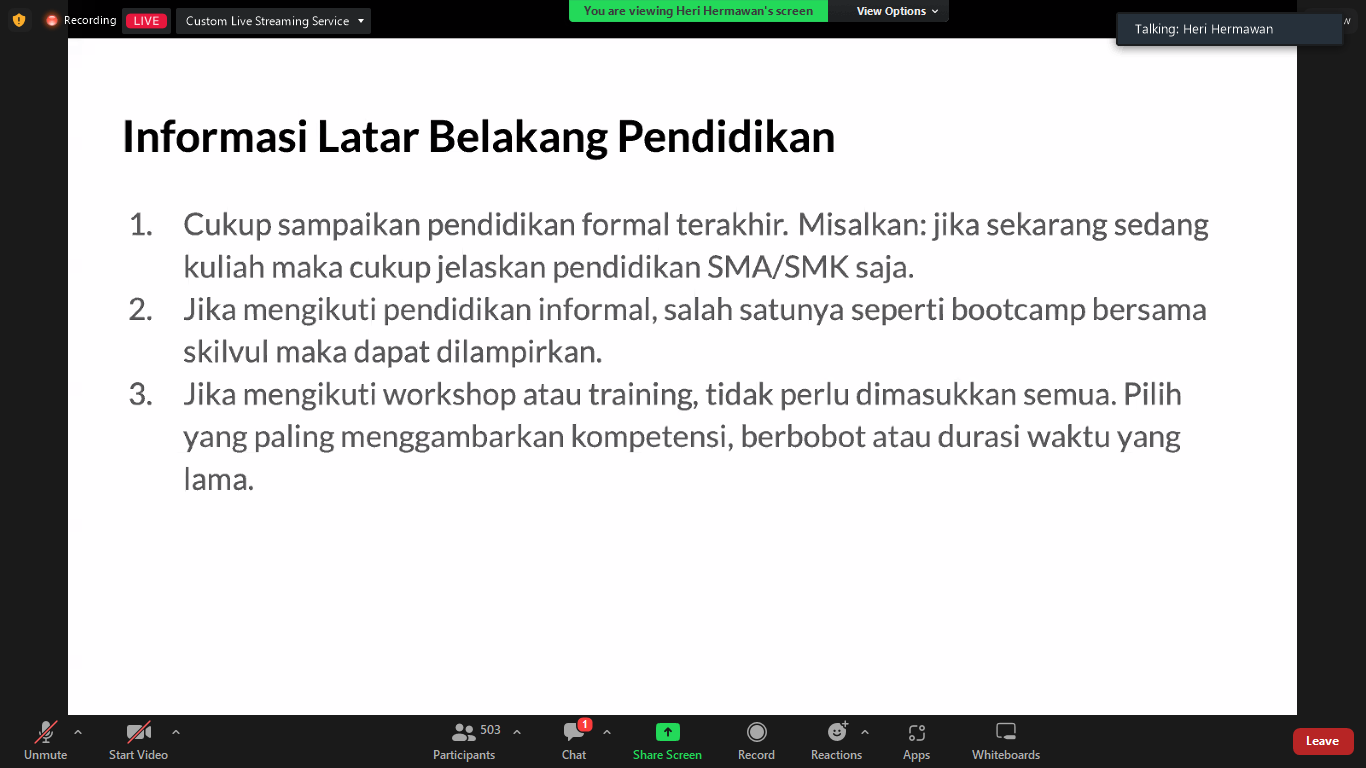 Recording
LIVE
Custom Live Streaming Service
You are viewing Heri Hermawan's screen
View Options
Talking: Heri Hermawan
Informasi Latar Belakang Pendidikan
1. Cukup sampaikan pendidikan formal terakhir. Misalkan: jika sekarang sedang
kuliah maka cukup jelaskan pendidikan SMA/SMK saja.
2. Jika mengikuti pendidikan informal, salah satunya seperti bootcamp bersama
skilvul maka dapat dilampirkan.
3. Jika mengikuti workshop atau training, tidak perlu dimasukkan semua. Pilih
yang paling menggambarkan kompetensi, berbobot atau durasi waktu yang
lama.
Unmute
Start Video
503
Participants
1
Chat
Share Screen
Record
Reactions
Apps
Whiteboards
Leave